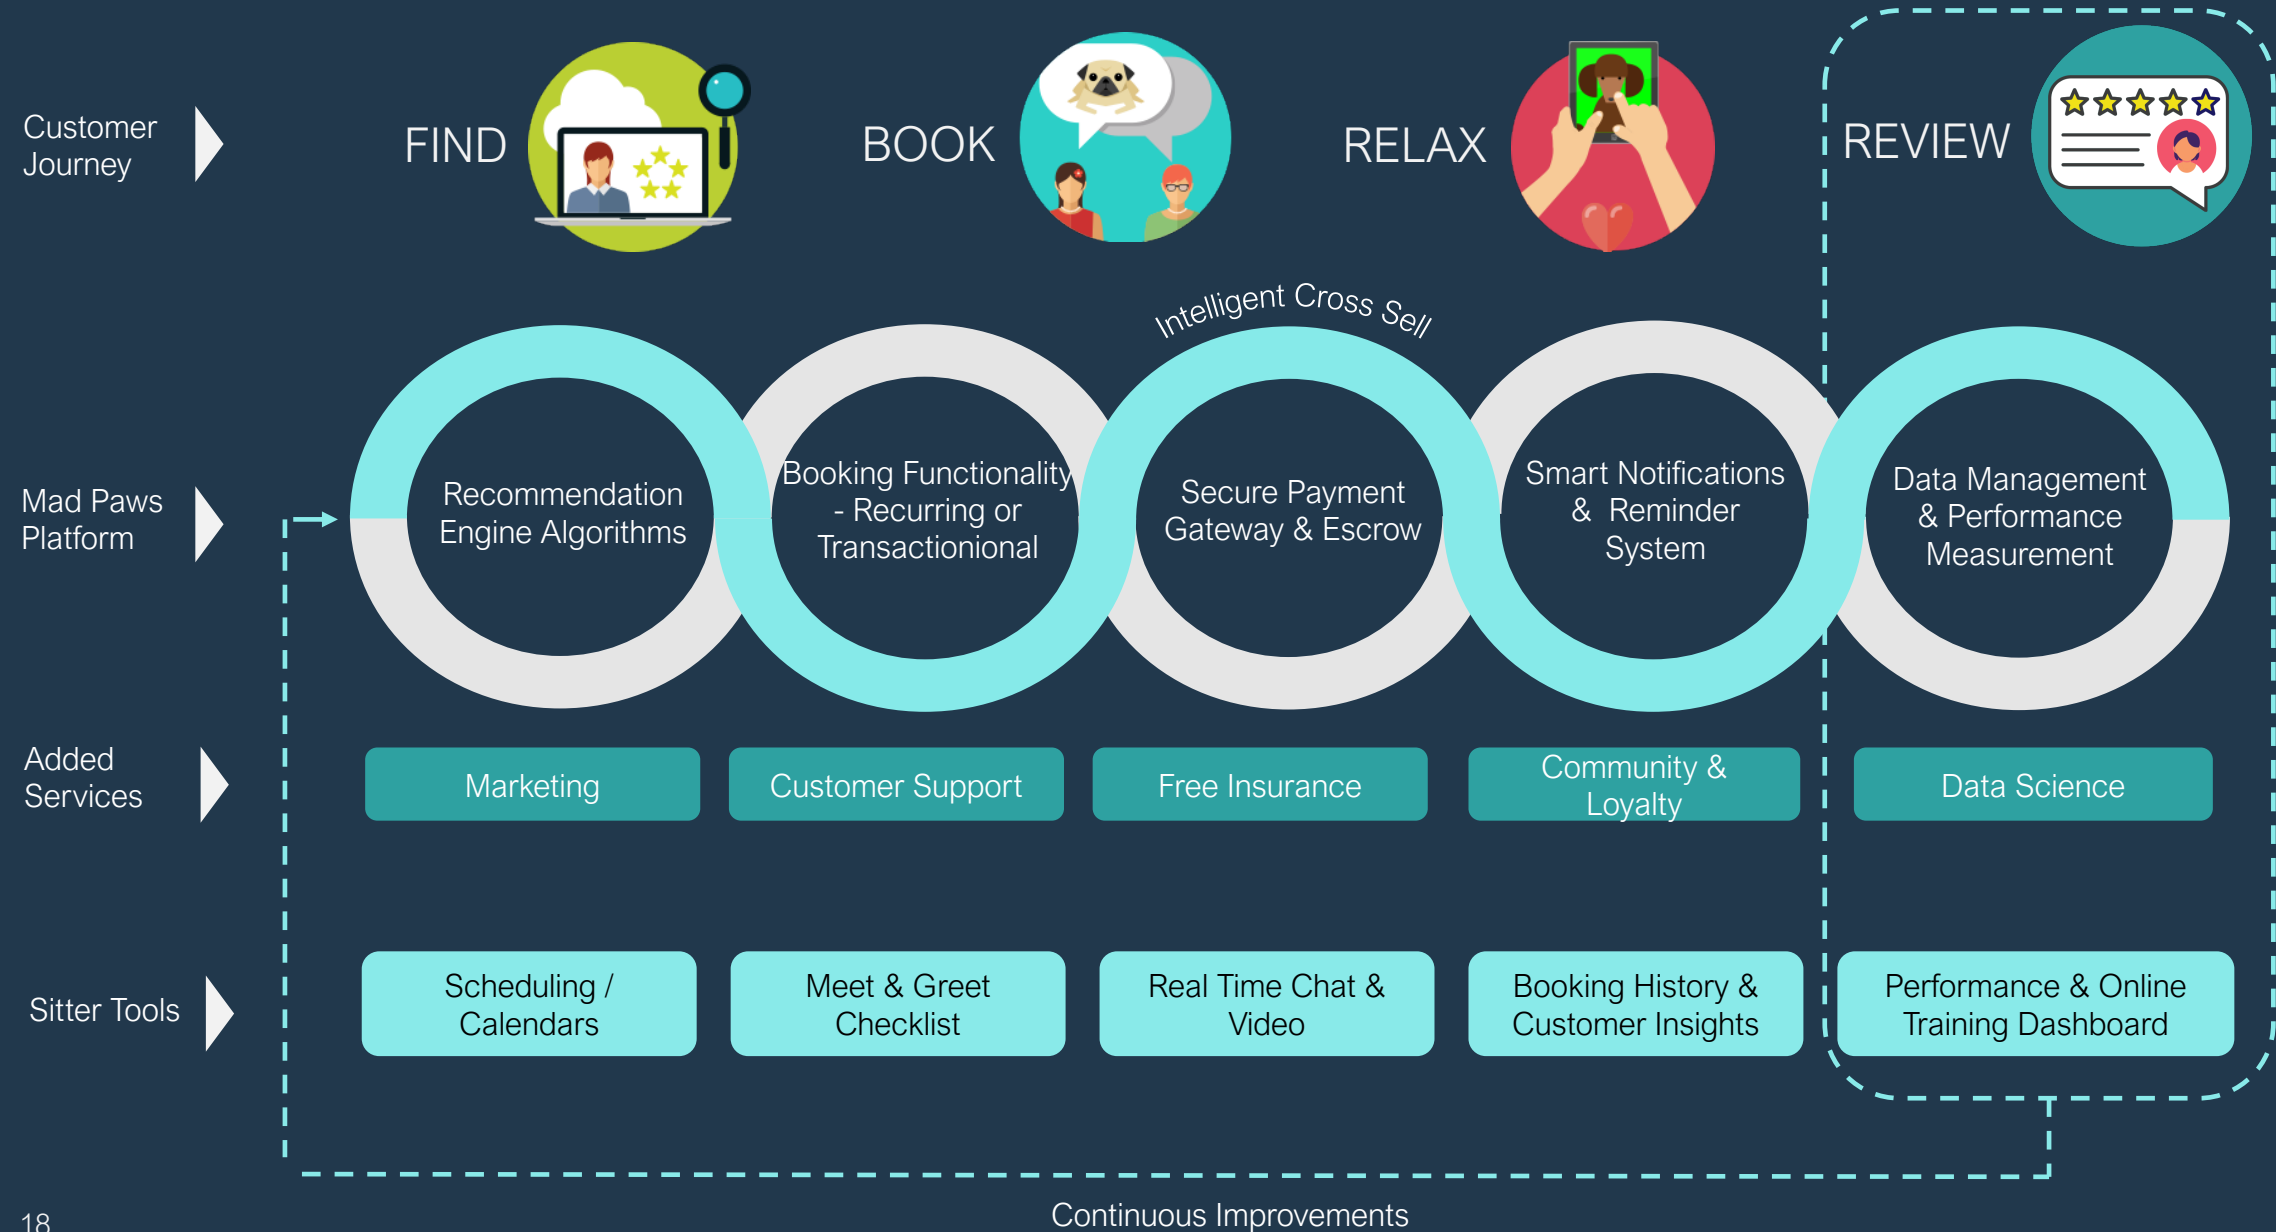 Customer
Journey
FIND
BOOK
RELAX
REVIEW
Intelligent Cross Sell
Mad Paws
Platform
Recommendation
Engine Algorithms
Booking Functionality
- Recurring or
Transactionional
Secure Payment
Gateway & Escrow
Smart Notifications
& Reminder
System
Data Management
& Performance
Measurement
Added
Services
Marketing
Customer Support
Free Insurance
Community &
Loyalty
Data Science
Sitter Tools
Scheduling /
Calendars
Meet & Greet
Checklist
Real Time Chat &
Video
Booking History &
Customer Insights
Performance & Online
Training Dashboard
Continuous Improvements
18